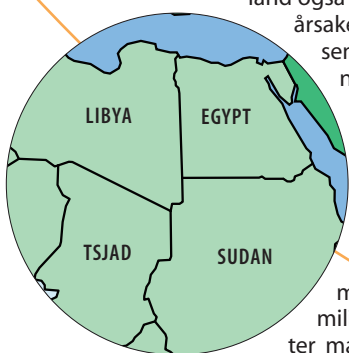 land også
årsake
ser
n
LIBYA EGYPT
TSJAD SUDAN
m
mil
ter ma